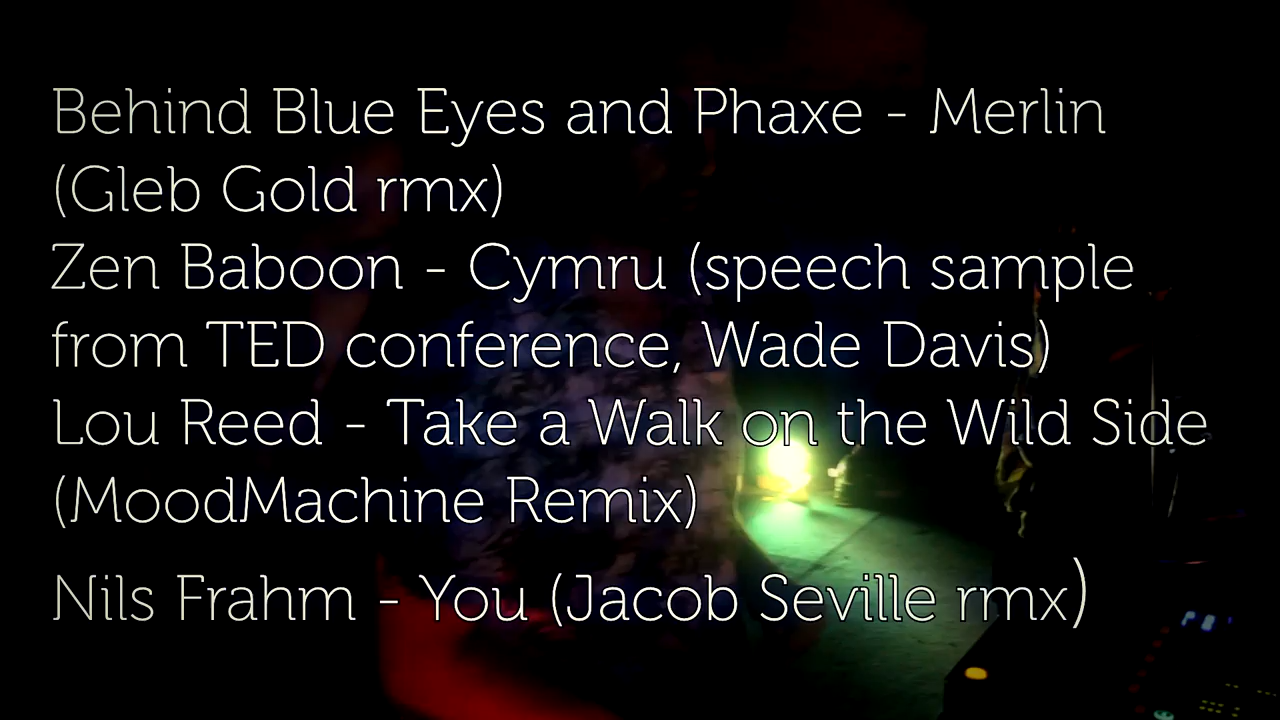 Behind Blue Eyes and Phaxe - Merlin
(Gleb Gold rmx)
Zen Baboon - Cymru (speech sample
from TED conference, Wade Davis)
Lou Reed - Take a Walk on the Wild Side
(MoodMachine Remix)
Nils Frahm - You (Jacob Seville rmx)